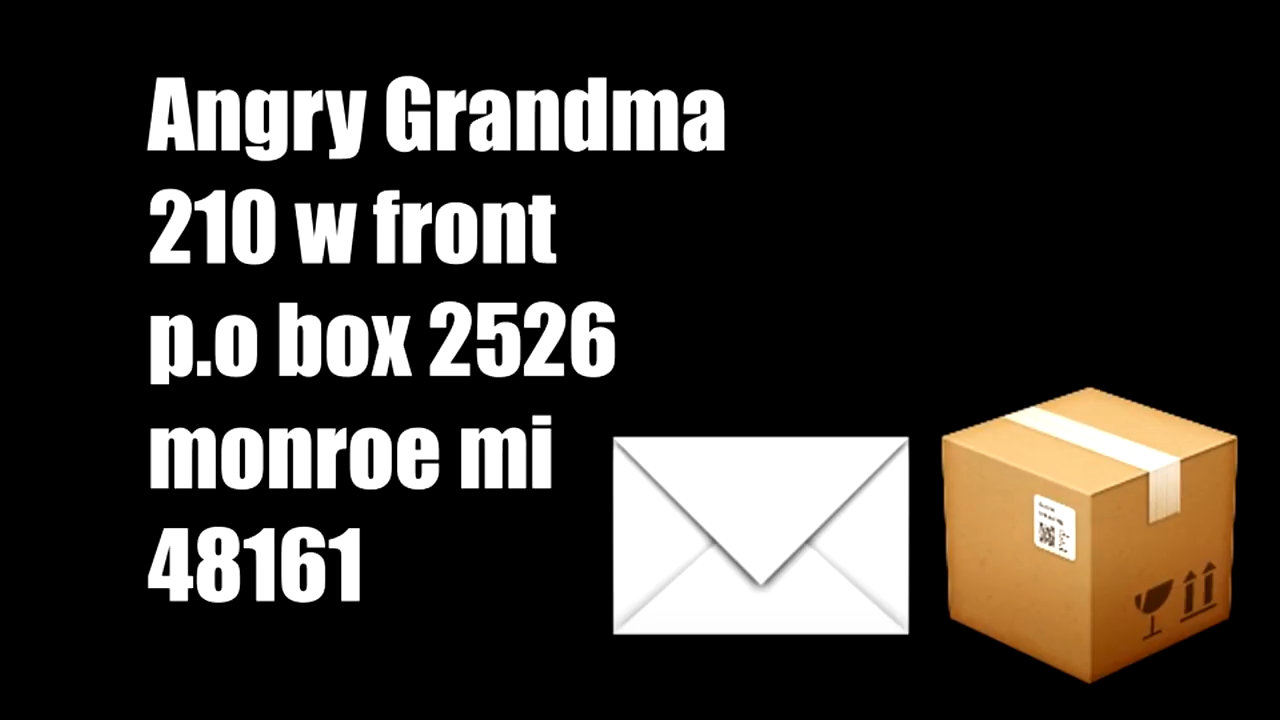 Angry Grandma
210 w front
p.o box 2526
monroe mi
48161